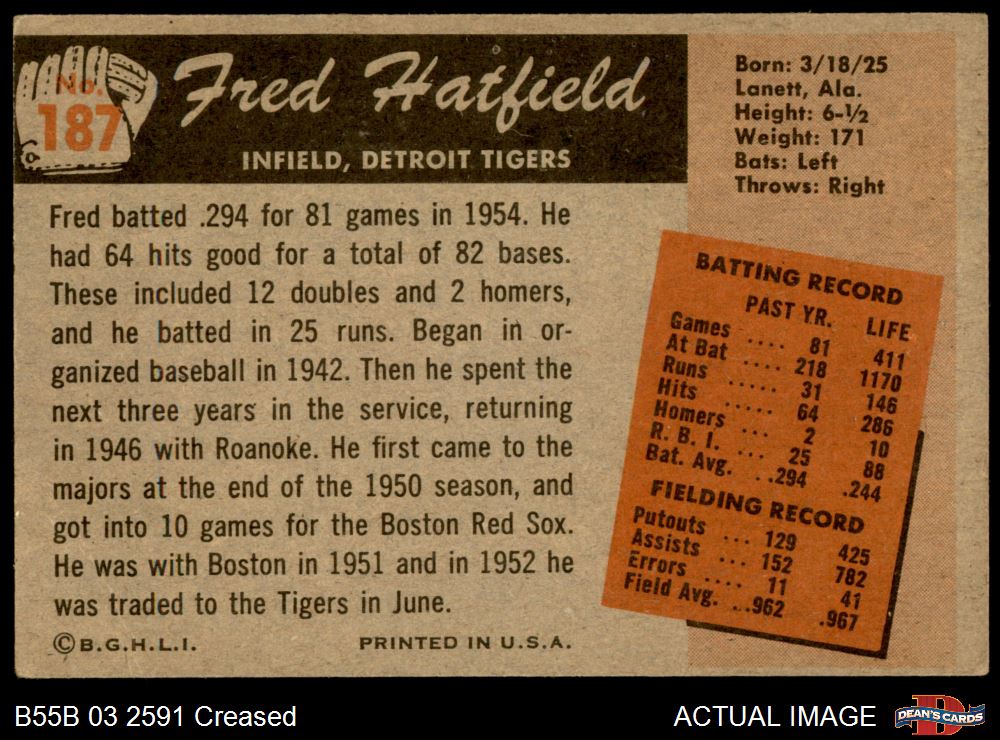 No.
187
Fred Hatfield
INFIELD, DETROIT TIGERS
Fred batted .294 for 81 games in 1954. He
had 64 hits good for a total of 82 bases.
These included 12 doubles and 2 homers,
and he batted in 25 runs. Began in or-
ganized baseball in 1942. Then he spent the
next three years in the service, returning
in 1946 with Roanoke. He first came to the
majors at the end of the 1950 season, and
got into 10 games for the Boston Red Sox.
He was with Boston in 1951 and in 1952 he
was traded to the Tigers in June.
©B.G.H.L.I. PRINTED IN U.S.A.
Born: 3/18/25
Lanett, Ala.
Height: 6-½
Weight: 171
Bats: Left
Throws: Right
BATTING RECORD
PAST YR. LIFE
Games .... 81 411
At Bat .... 218 1170
Runs ..... 31 146
Hits ..... 64 286
Homers ... 2 10
R. B. I. ... 25 88
Bat. Avg. ..294 .244
FIELDING RECORD
Putouts ... 129 425
Assists ... 152 782
Errors .... 11 41
Field Avg. ..962 .967
B55B 03 2591 Creased
ACTUAL IMAGE
D
DEAN'S CARDS